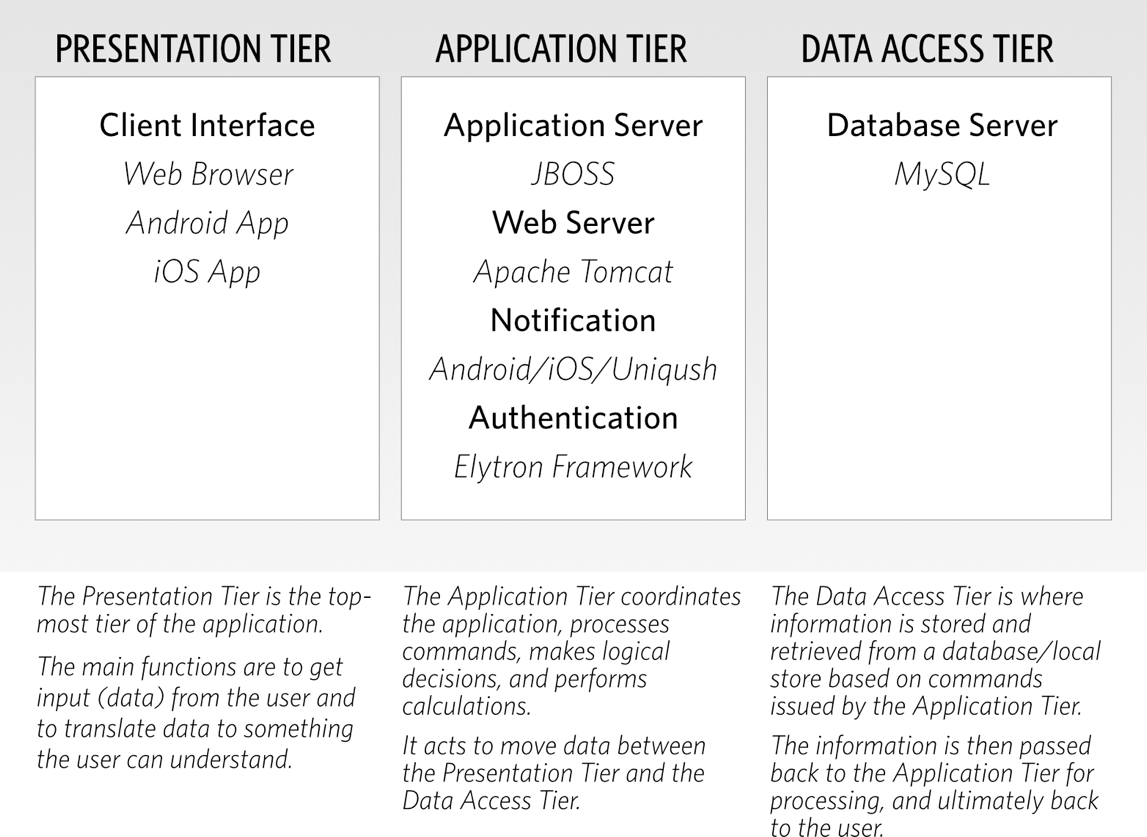 PRESENTATION TIER
Client Interface
Web Browser
Android App
iOS App
The Presentation Tier is the top-
most tier of the application.
The main functions are to get
input (data) from the user and
to translate data to something
the user can understand.
APPLICATION TIER
Application Server
JBOSS
Web Server
Apache Tomcat
Notification
Android/iOS/Uniqush
Authentication
Elytron Framework
The Application Tier coordinates
the application, processes
commands, makes logical
decisions, and performs
calculations.
It acts to move data between
the Presentation Tier and the
Data Access Tier.
DATA ACCESS TIER
Database Server
MySQL
The Data Access Tier is where
information is stored and
retrieved from a database/local
store based on commands
issued by the Application Tier.
The information is then passed
back to the Application Tier for
processing, and ultimately back
to the user.